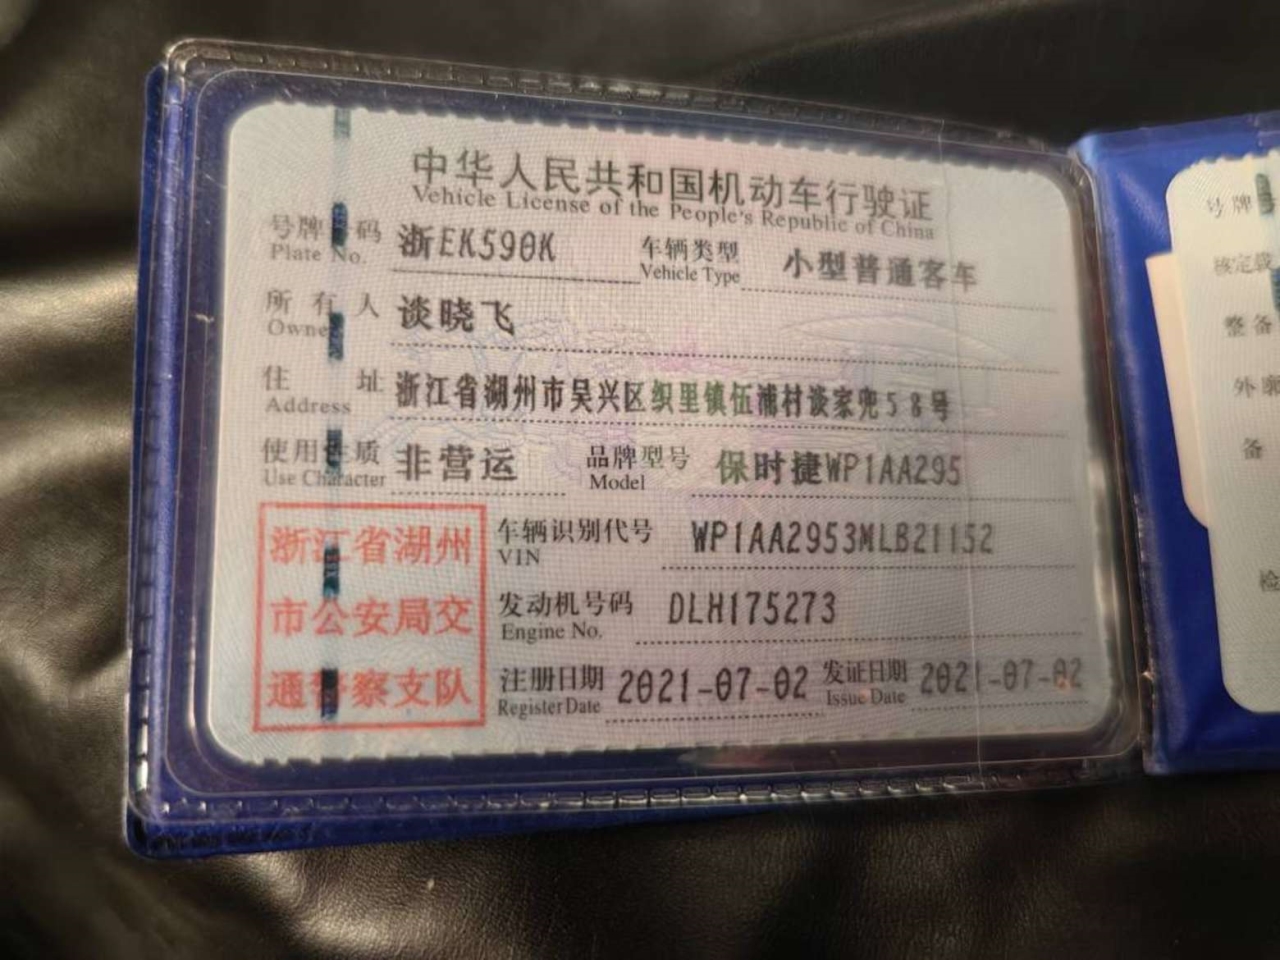 中华人民共和国机动车行驶证
Vehicle License of the People's Republic of China
号牌号码 浙EK590K 车辆类型 小型普通客车
Plate No. Vehicle Type
所有人 谈晓飞
Owner
住址 浙江省湖州市吴兴区织里镇伍浦村谈家兜58号
Address
使用性质 非营运 品牌型号 保时捷WP1AA295
Use Character Model
浙江省湖州
市公安局交
通警察支队
车辆识别代号 WP1AA2953MLB21152
VIN
发动机号码 DLH175273
Engine No.
注册日期 2021-07-02 发证日期 2021-07-02
Register Date Issue Date
号牌
核定载
整备
外廓
备
检